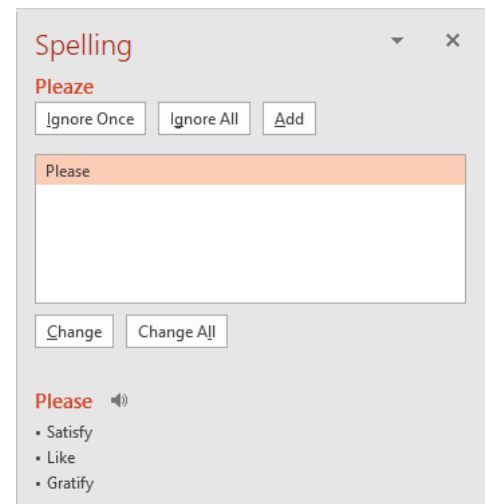 Spelling
Pleaze
Ignore Once Ignore All Add
Please
Change Change All
Please
• Satisfy
• Like
• Gratify